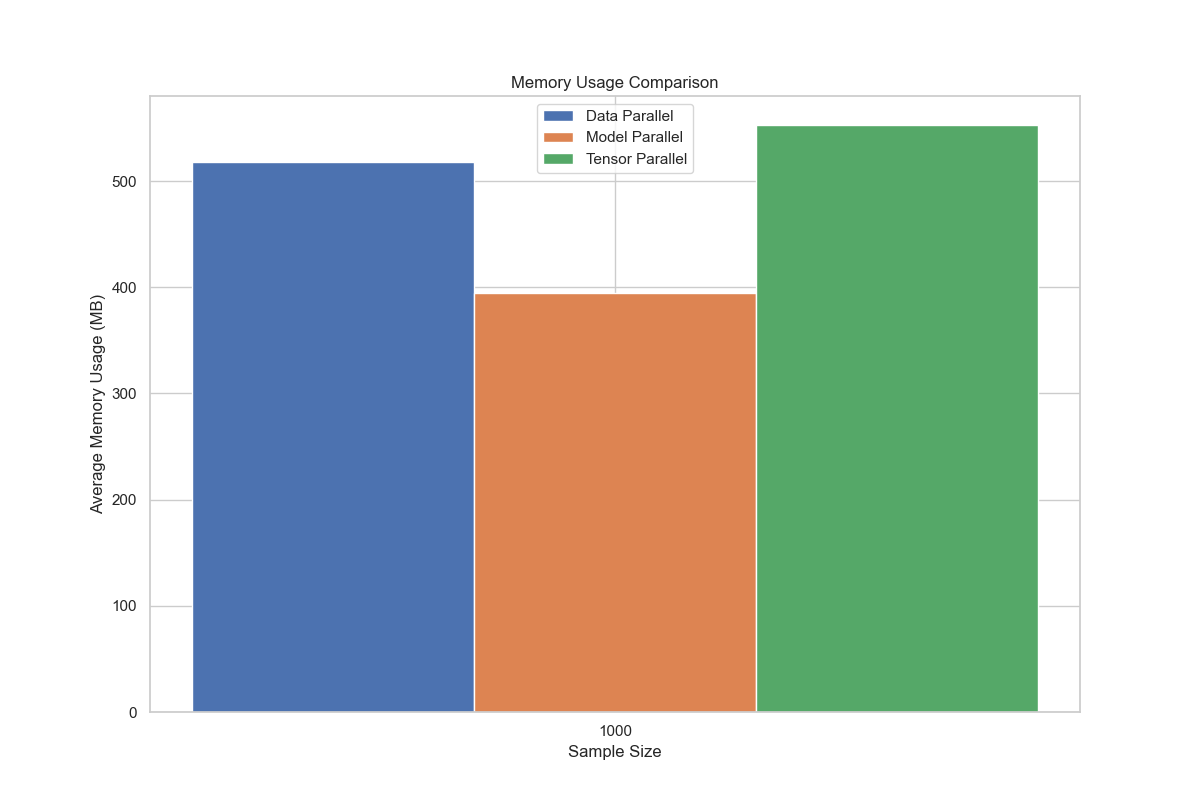 Memory Usage Comparison
Data Parallel
Model Parallel
Tensor Parallel
500
400
300
200
100
0
Average Memory Usage (MB)
1000
Sample Size